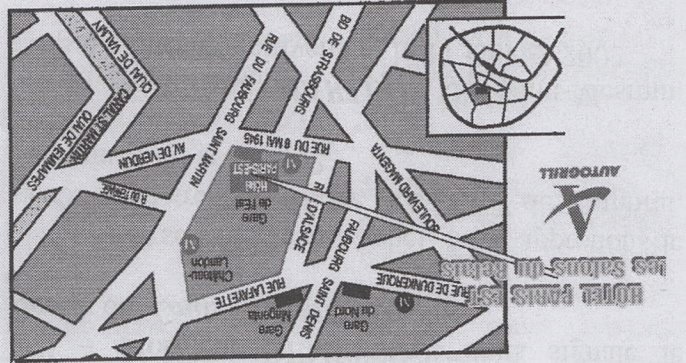 HÔTEL PARIS EST
les Salons du Relais
AUTOGRILL
RUE DE DUNKERQUE
Gare
du Nord
FAUBOURG SAINT DENIS
Gare
Magenta
RUE LAFAYETTE
Château-
Landon
M
M
M
BOULEVARD MAGENTA
RUE D'ALSACE
Gare
de l'Est
Hôtel
PARIS-EST
RUE DU 8 MAI 1945
BD DE STRASBOURG
RUE DU FAUBOURG SAINT MARTIN
R. DU TERRAGE
AV. DE VERDUN
QUAI DE JEMMAPES
CANAL ST MARTIN
QUAI DE VALMY